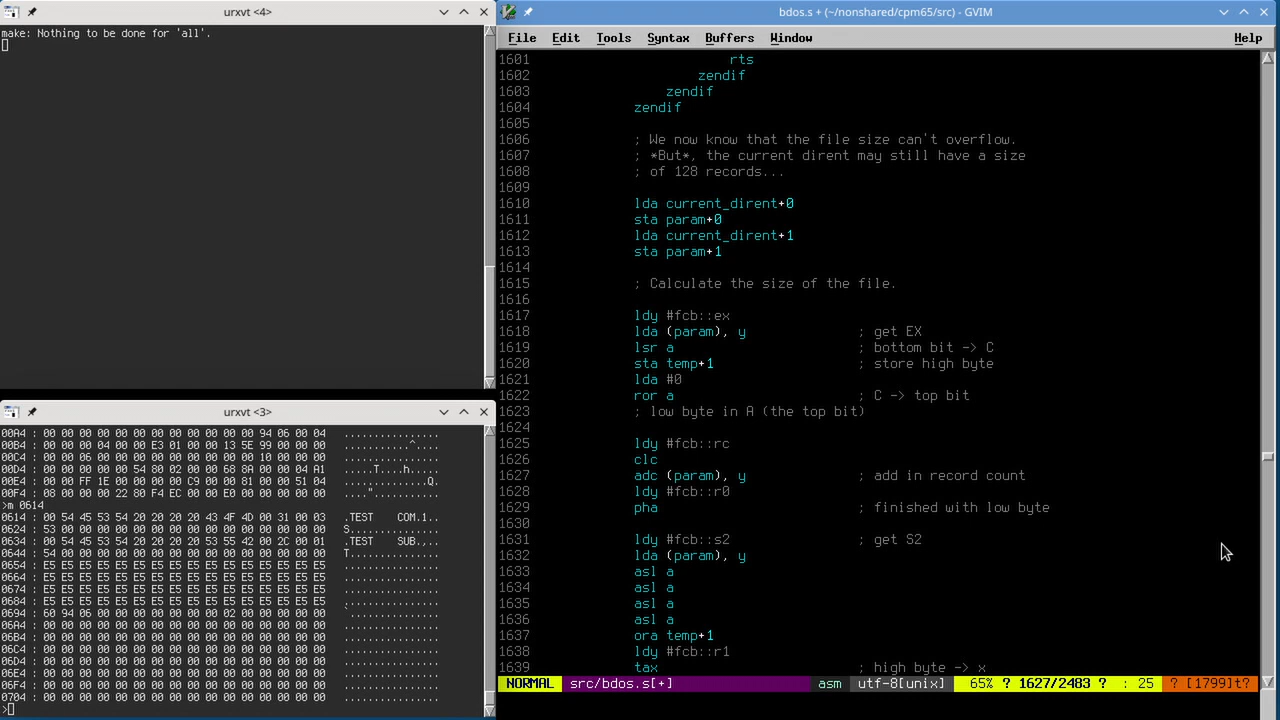 urxvt <4>
make: Nothing to be done for 'all'.
urxvt <3>
00A4 : 00 00 00 00 00 00 00 00 00 00 00 00 94 06 00 04 ................
00B4 : 00 00 00 04 00 00 E3 01 00 00 13 5E 99 00 00 00 ...........^....
00C4 : 00 00 06 00 00 00 00 00 00 00 00 10 00 00 00 00 ................
00D4 : 00 00 00 00 00 54 80 02 00 00 68 8A 00 00 04 A1 .....T....h.....
00E4 : 00 00 FF 1E 00 00 00 00 C9 00 00 81 00 00 51 04 ..............Q.
00F4 : 08 00 00 00 22 80 F4 EC 00 00 E0 00 00 00 00 00 ...."...........
>m 0614
0614 : 00 54 45 53 54 20 20 20 20 43 4F 4D 00 31 00 03 .TEST    COM.1..
0624 : 53 00 00 00 00 00 00 00 00 00 00 00 00 00 00 00 S...............
0634 : 00 54 45 53 54 20 20 20 20 53 55 42 00 2C 00 01 .TEST    SUB.,..
0644 : 54 00 00 00 00 00 00 00 00 00 00 00 00 00 00 00 T...............
0654 : E5 E5 E5 E5 E5 E5 E5 E5 E5 E5 E5 E5 E5 E5 E5 E5 ................
0664 : E5 E5 E5 E5 E5 E5 E5 E5 E5 E5 E5 E5 E5 E5 E5 E5 ................
0674 : E5 E5 E5 E5 E5 E5 E5 E5 E5 E5 E5 E5 E5 E5 E5 E5 ................
0684 : E5 E5 E5 E5 E5 E5 E5 E5 E5 E5 E5 E5 E5 E5 E5 E5 ................
0694 : 60 94 06 00 00 00 00 00 00 02 00 00 00 00 00 00 `...............
06A4 : 00 00 00 00 00 00 00 00 00 00 00 00 00 00 00 00 ................
06B4 : 00 00 00 00 00 00 00 00 00 00 00 00 00 00 00 00 ................
06C4 : 00 00 00 00 00 00 00 00 00 00 00 00 00 00 00 00 ................
06D4 : 00 00 00 00 00 00 00 00 00 00 00 00 00 00 00 00 ................
06E4 : 00 00 00 00 00 00 00 00 00 00 00 00 00 00 00 00 ................
06F4 : 00 00 00 00 00 00 00 00 00 00 00 00 00 00 00 00 ................
0704 : 00 00 00 00 00 00 00 00 00 00 00 00 00 00 00 00 ................
>
bdos.s + (~/nonshared/cpm65/src) - GVIM
File Edit Tools Syntax Buffers Window Help
1601 rts
1602 zendif
1603 zendif
1604 zendif
1605
1606 ; We now know that the file size can't overflow.
1607 ; *But*, the current dirent may still have a size
1608 ; of 128 records...
1609
1610 lda current_dirent+0
1611 sta param+0
1612 lda current_dirent+1
1613 sta param+1
1614
1615 ; Calculate the size of the file.
1616
1617 ldy #fcb::ex
1618 lda (param), y ; get EX
1619 lsr a ; bottom bit -> C
1620 sta temp+1 ; store high byte
1621 lda #0
1622 ror a ; C -> top bit
1623 ; low byte in A (the top bit)
1624
1625 ldy #fcb::rc
1626 clc
1627 adc (param), y ; add in record count
1628 ldy #fcb::r0
1629 pha ; finished with low byte
1630
1631 ldy #fcb::s2 ; get S2
1632 lda (param), y
1633 asl a
1634 asl a
1635 asl a
1636 asl a
1637 ora temp+1
1638 ldy #fcb::r1
1639 tax ; high byte -> x
NORMAL src/bdos.s[+] asm utf-8[unix] 65% ? 1627/2483 ? : 25 ? [1799]t?